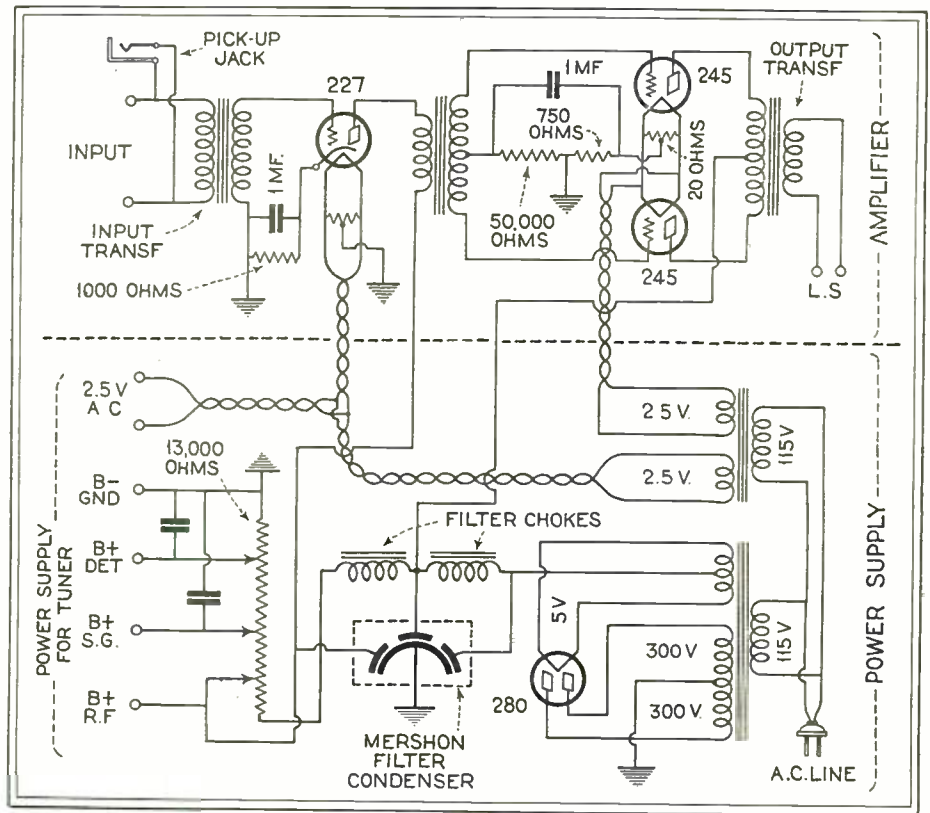 PICK-UP
JACK
INPUT
INPUT
TRANSF
1000 OHMS
1 MF.
227
1 MF
750
OHMS
50,000
OHMS
245
20 OHMS
245
OUTPUT
TRANSF
L.S
AMPLIFIER
2.5 V
A C
13,000
OHMS
B-
GND
B+
DET
B+
S.G.
B+
R.F
POWER SUPPLY
FOR TUNER
FILTER CHOKES
MERSHON
FILTER
CONDENSER
2 5 V.
2.5 V.
115 V
5V
280
300 V
300 V.
115 V
A.C. LINE
POWER SUPPLY